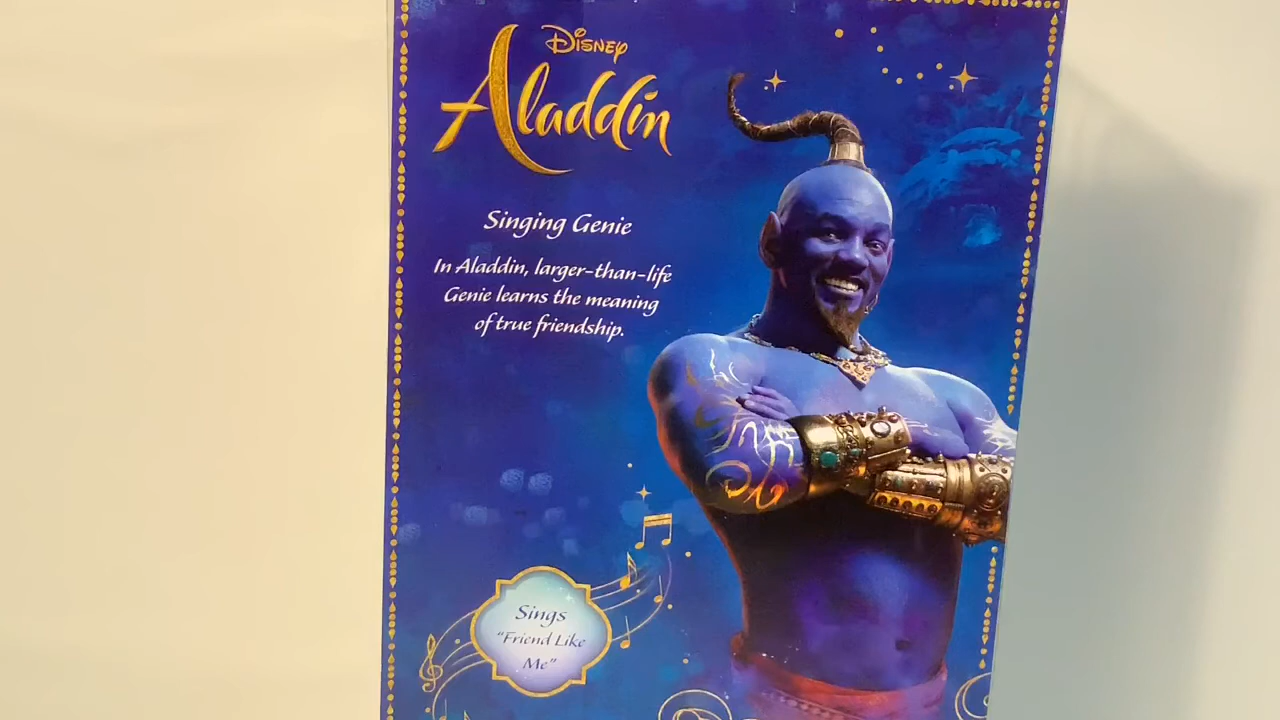 Disney
Aladdin
Singing Genie
In Aladdin, larger-than-life
Genie learns the meaning
of true friendship.
Sings
"Friend Like
Me"